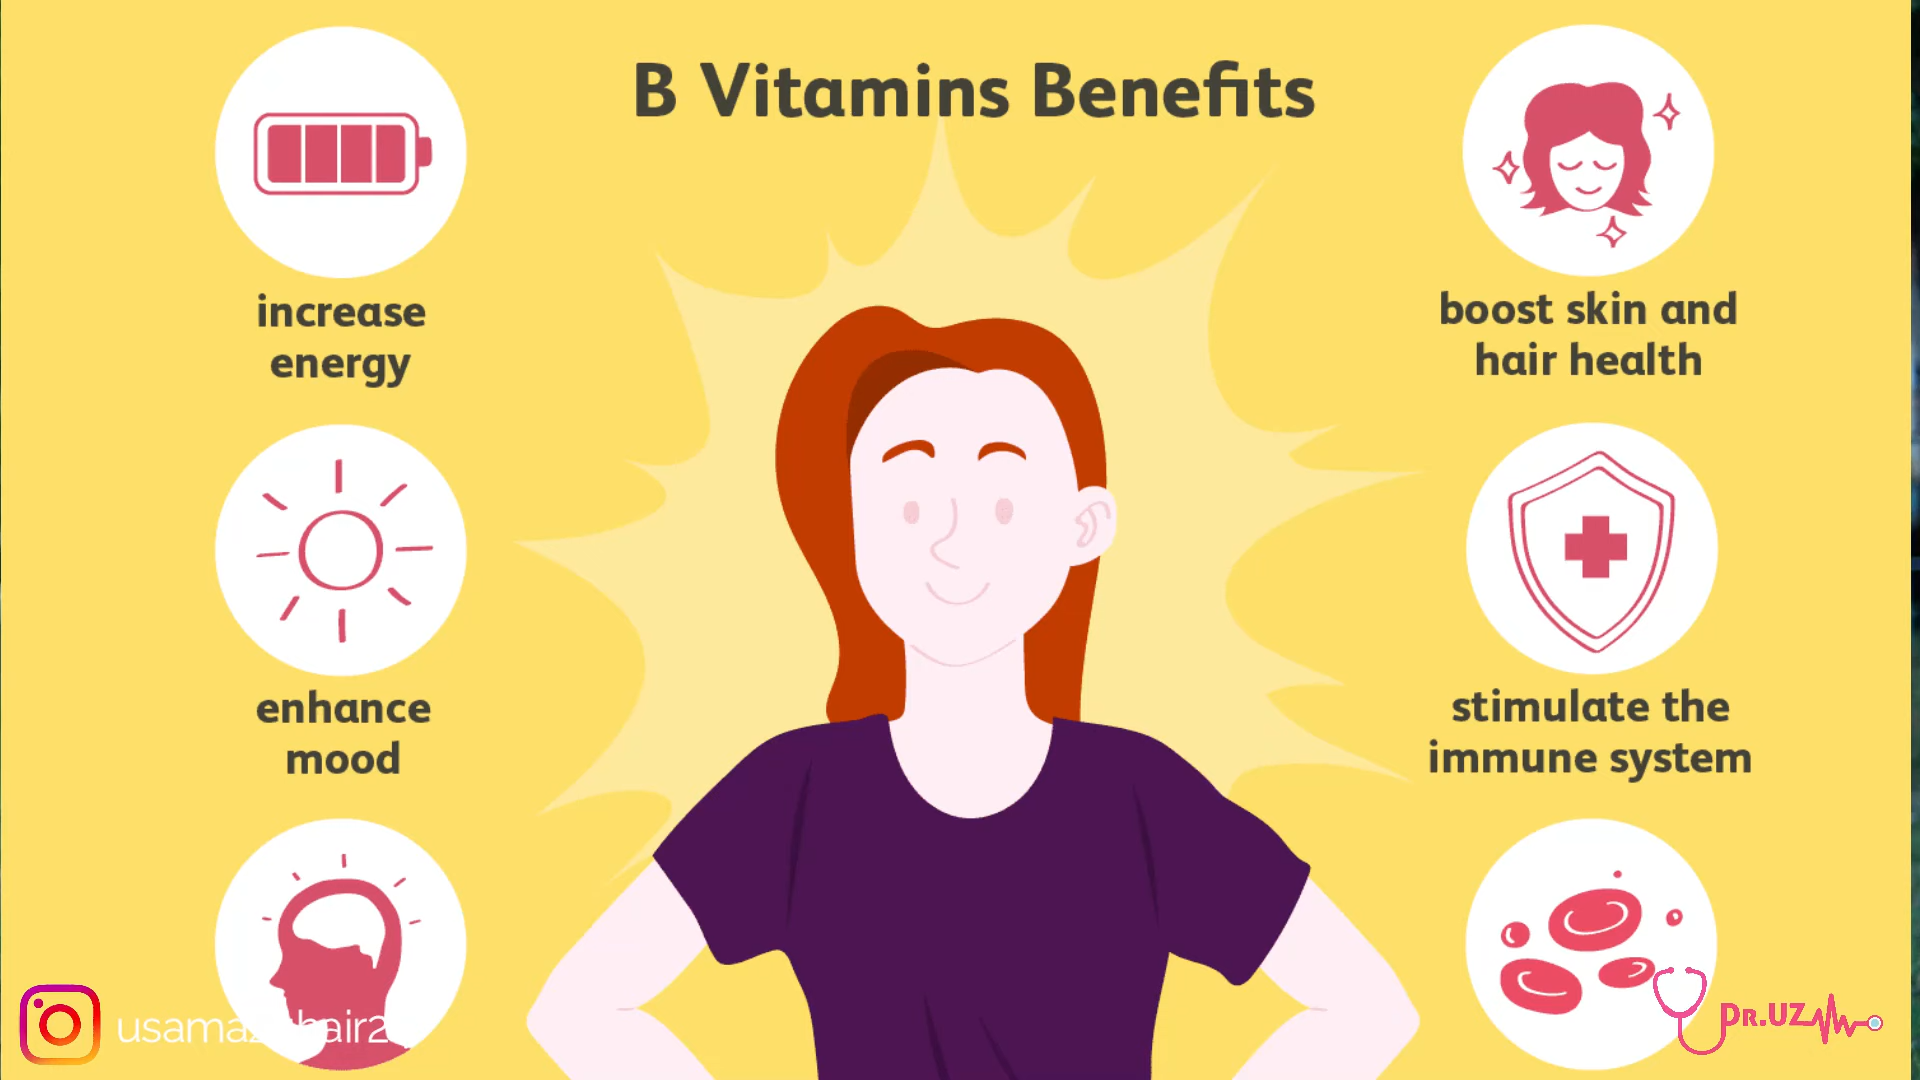 B Vitamins Benefits
increase
energy
boost skin and
hair health
enhance
mood
stimulate the
immune system
DR.UZ